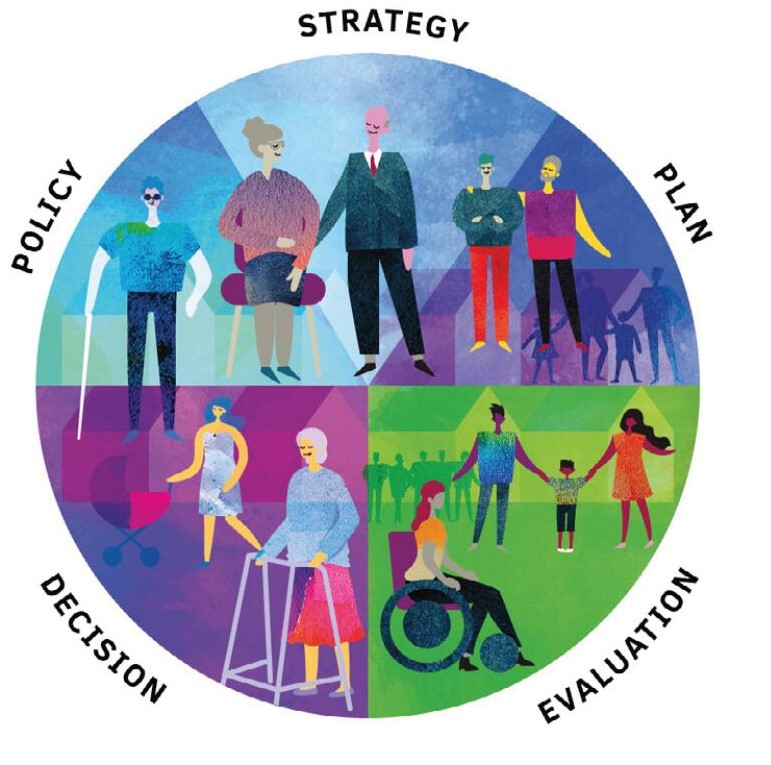 STRATEGY
PLAN
EVALUATION
DECISION
POLICY